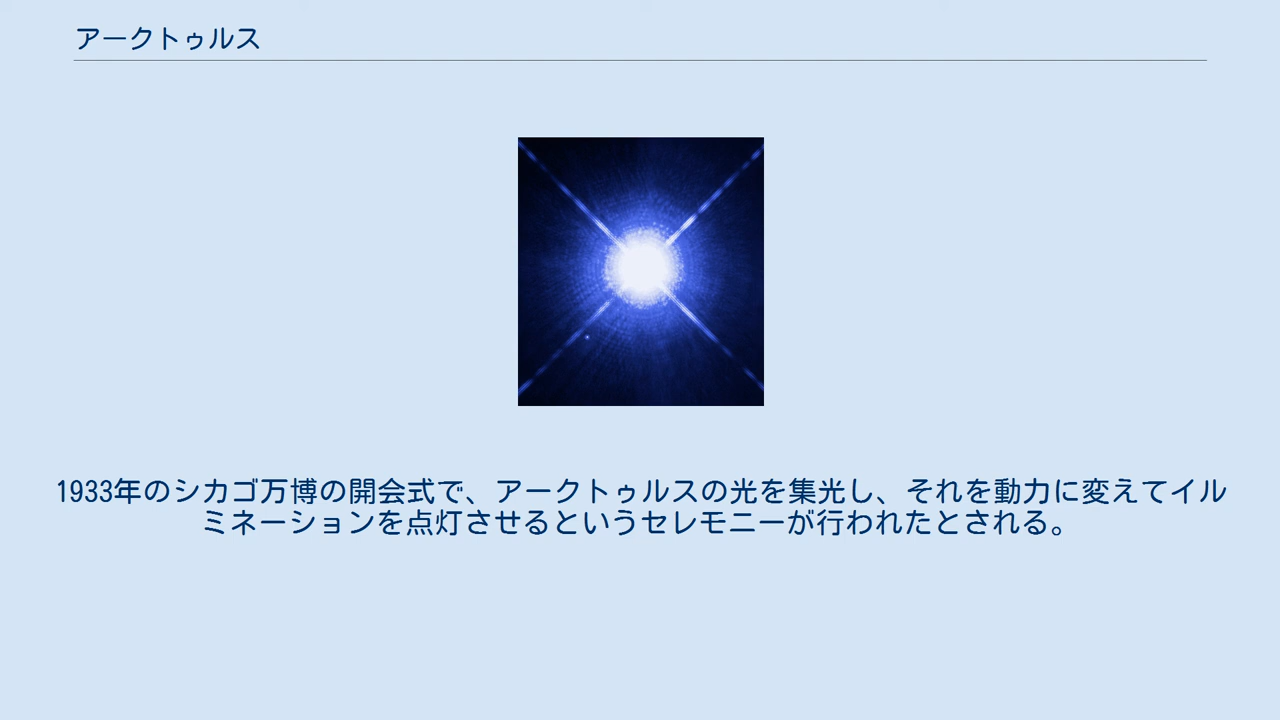 アークトゥルス
1933年のシカゴ万博の開会式で、アークトゥルスの光を集光し、それを動力に変えてイル
ミネーションを点灯させるというセレモニーが行われたとされる。